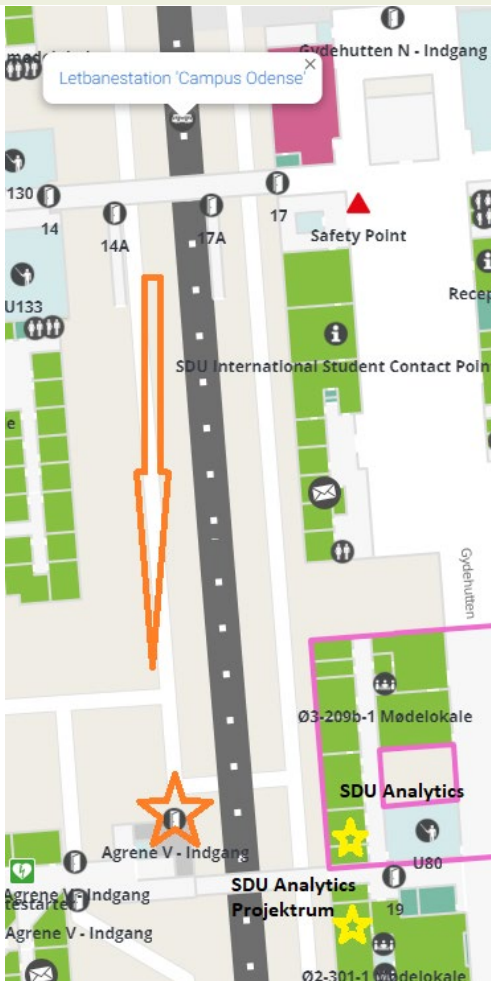 Gydehutten N - Indgang
Letbanestation 'Campus Odense'
×
130
14
14A
17A
17
Safety Point
U133
Recep
SDU International Student Contact Poin
e
Gydehutten
Ø3-209b-1 Mødelokale
SDU Analytics
U80
Agrene V - Indgang
SDU Analytics
Projektrum
19
Agrene V - Indgang
Agrene V - Indgang
Ø2-301-1 Mødelokale